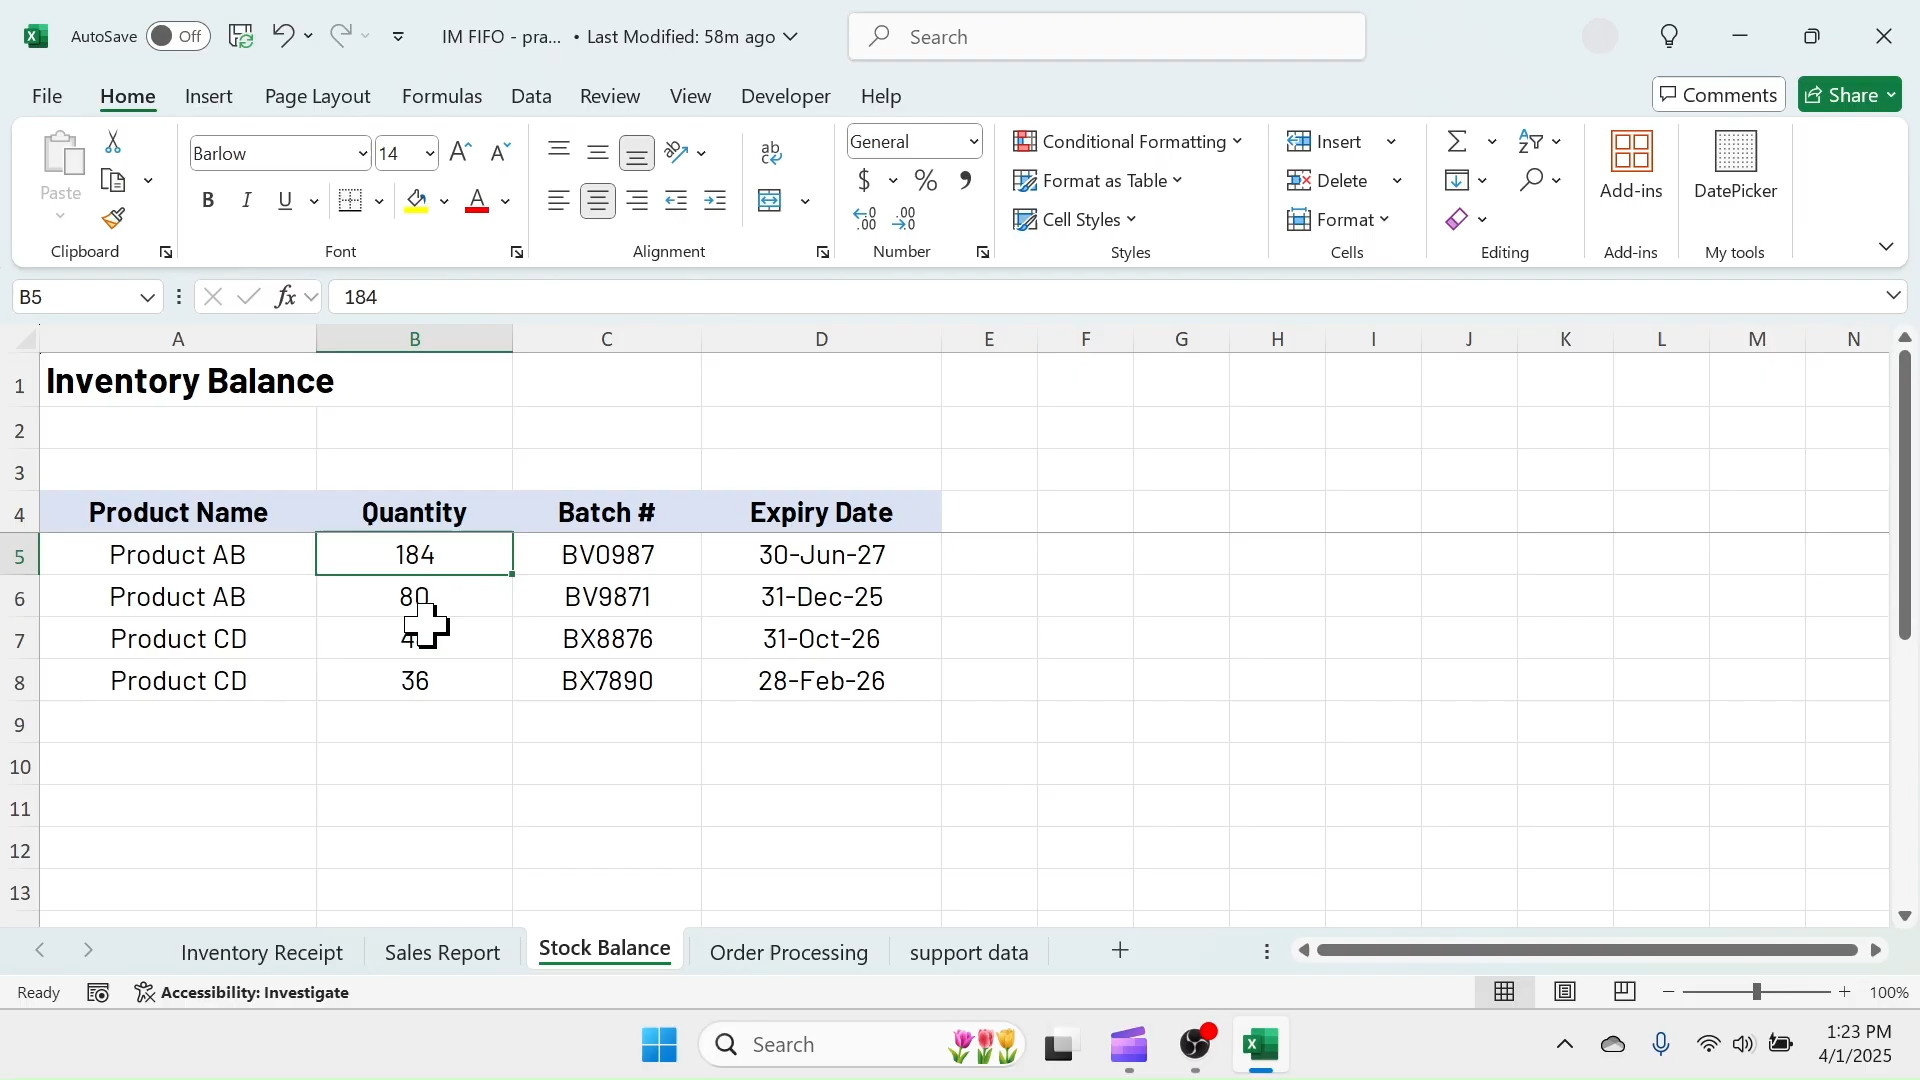 AutoSave Off IM FIFO - pra... • Last Modified: 58m ago Search
File Home Insert Page Layout Formulas Data Review View Developer Help Comments Share
Paste Barlow 14 General Conditional Formatting Insert
Format as Table Delete Add-ins DatePicker
Cell Styles Format
Clipboard Font Alignment Number Styles Cells Editing Add-ins My tools
B5 fx 184
A B C D E F G H I J K L M N
1 Inventory Balance
2
3
4 Product Name Quantity Batch # Expiry Date
5 Product AB 184 BV0987 30-Jun-27
6 Product AB 80 BV9871 31-Dec-25
7 Product CD BX8876 31-Oct-26
8 Product CD 36 BX7890 28-Feb-26
9
10
11
12
13
Inventory Receipt Sales Report Stock Balance Order Processing support data
Ready Accessibility: Investigate 100%
Search 1:23 PM
4/1/2025